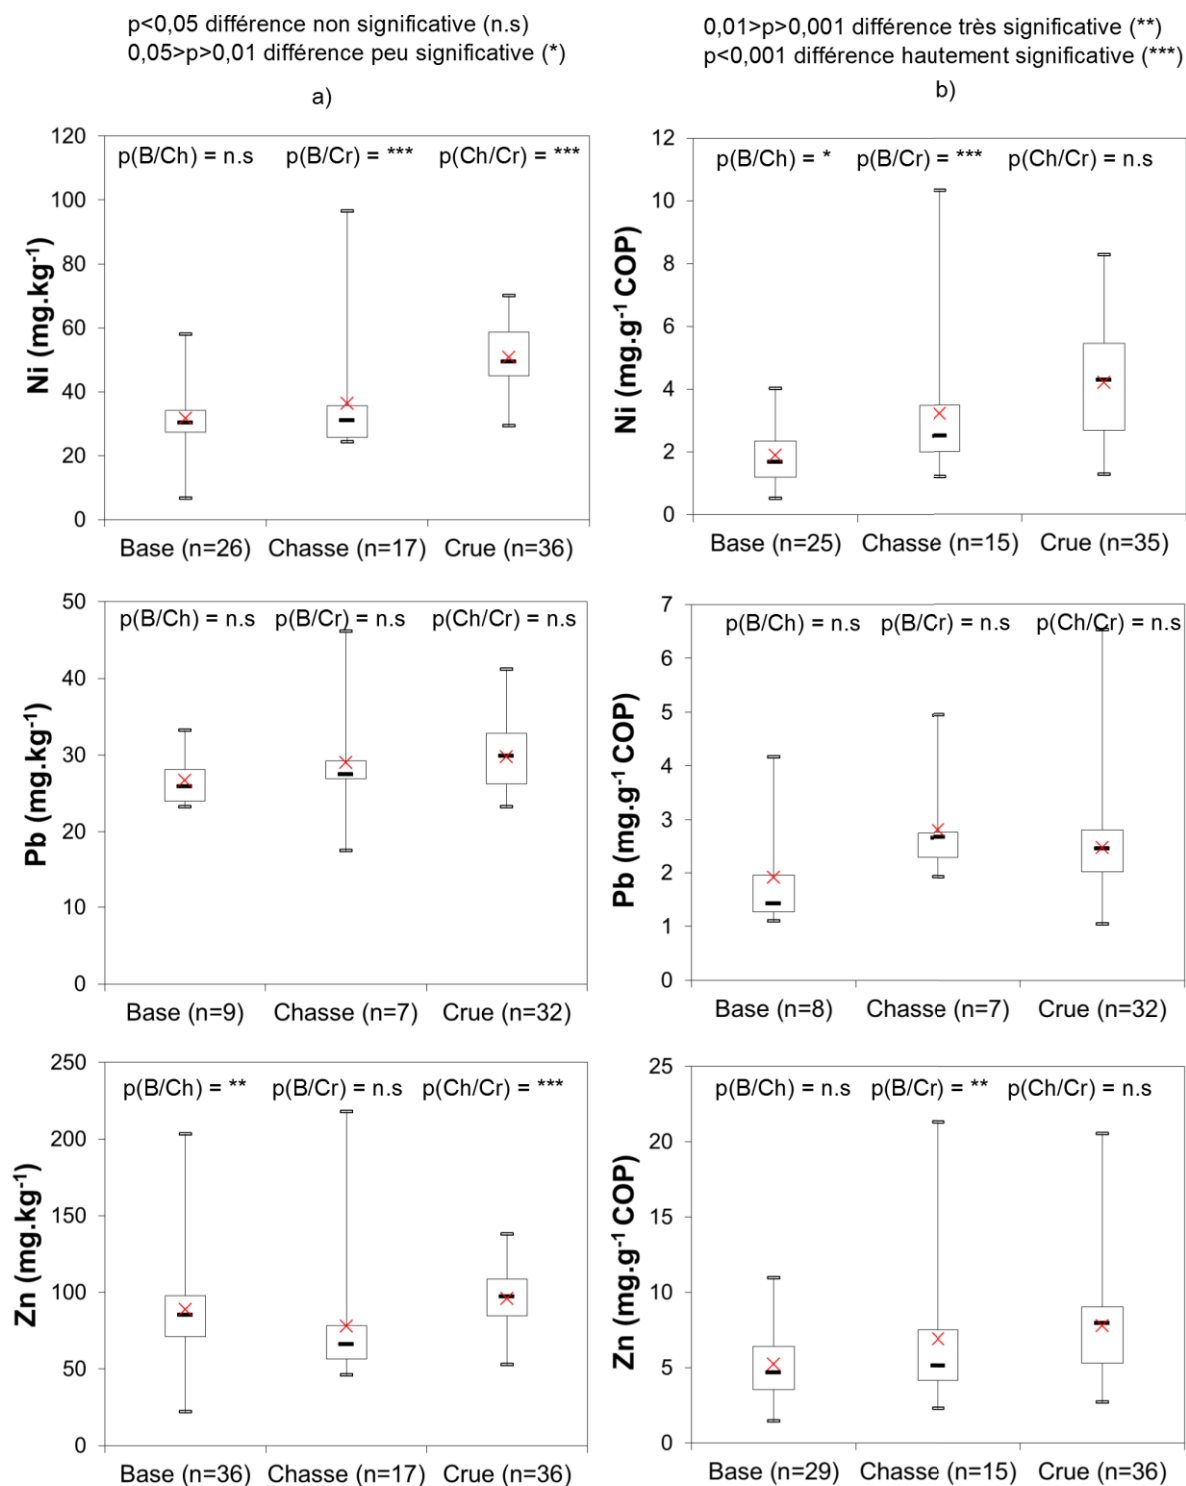 p<0,05 différence non significative (n.s)
0,05>p>0,01 différence peu significative (*)
0,01>p>0,001 différence très significative (**)
p<0,001 différence hautement significative (***)
a)
b)
p(B/Ch) = n.s p(B/Cr) = *** p(Ch/Cr) = ***
Ni (mg.kg⁻¹)
120
100
80
60
40
20
0
Base (n=26) Chasse (n=17) Crue (n=36)
p(B/Ch) = * p(B/Cr) = *** p(Ch/Cr) = n.s
Ni (mg.g⁻¹ COP)
12
10
8
6
4
2
0
Base (n=25) Chasse (n=15) Crue (n=35)
p(B/Ch) = n.s p(B/Cr) = n.s p(Ch/Cr) = n.s
Pb (mg.kg⁻¹)
50
40
30
20
10
0
Base (n=9) Chasse (n=7) Crue (n=32)
p(B/Ch) = n.s p(B/Cr) = n.s p(Ch/Cr) = n.s
Pb (mg.g⁻¹ COP)
7
6
5
4
3
2
1
0
Base (n=8) Chasse (n=7) Crue (n=32)
p(B/Ch) = ** p(B/Cr) = n.s p(Ch/Cr) = ***
Zn (mg.kg⁻¹)
250
200
150
100
50
0
Base (n=36) Chasse (n=17) Crue (n=36)
p(B/Ch) = n.s p(B/Cr) = ** p(Ch/Cr) = n.s
Zn (mg.g⁻¹ COP)
25
20
15
10
5
0
Base (n=29) Chasse (n=15) Crue (n=36)